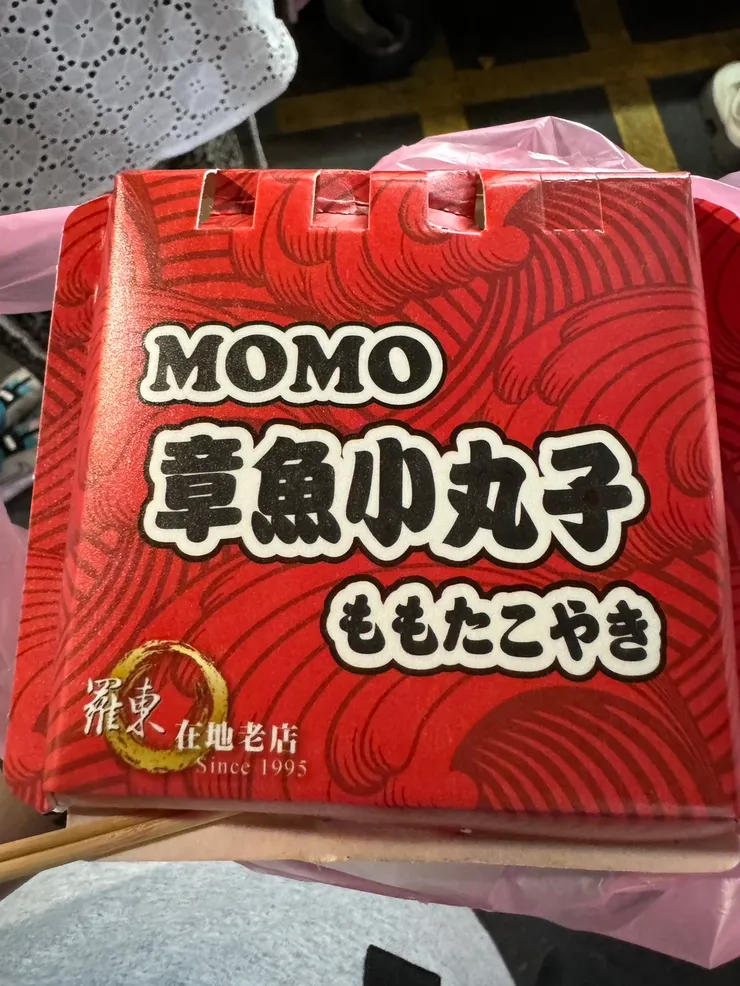 MOMO
章魚小丸子
ももたこやき
羅東
在地老店
Since 1995